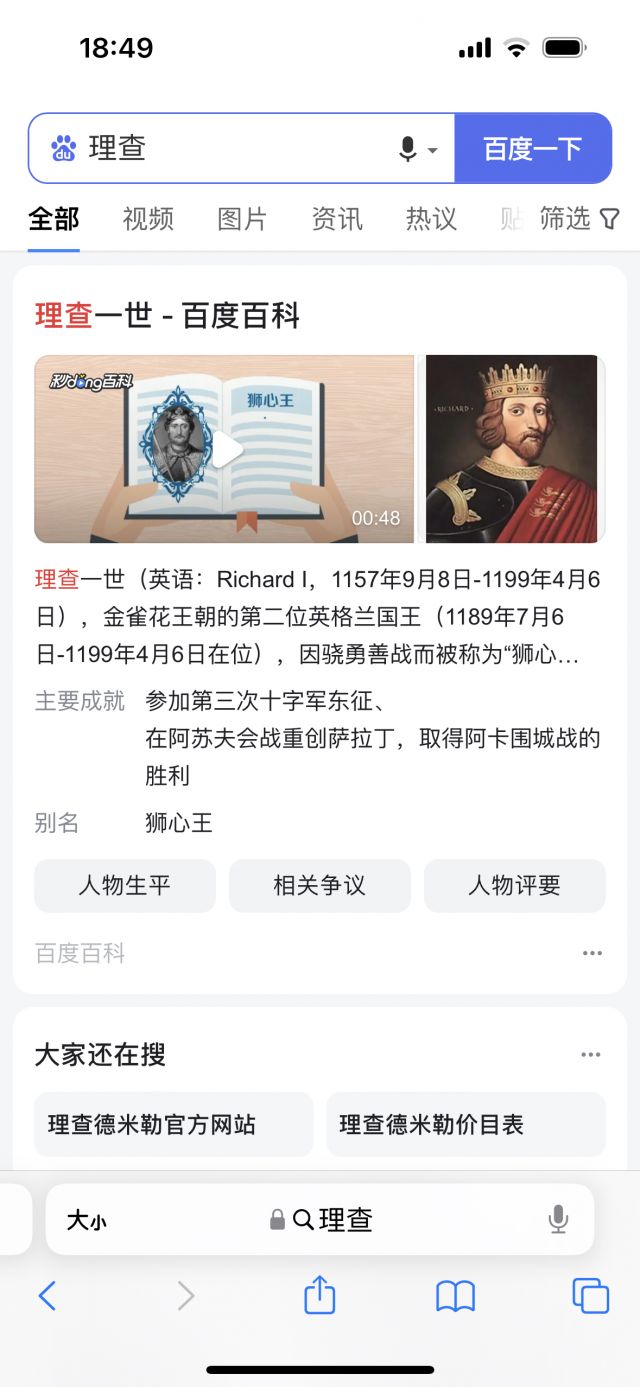 18:49
du 理查
百度一下
全部 视频 图片 资讯 热议 贴 筛选
理查一世 - 百度百科
秒dong百科
狮心王
00:48
·RICHARD·
理查一世（英语：Richard I，1157年9月8日-1199年4月6
日），金雀花王朝的第二位英格兰国王（1189年7月6
日-1199年4月6日在位），因骁勇善战而被称为“狮心...
主要成就 参加第三次十字军东征、
在阿苏夫会战重创萨拉丁，取得阿卡围城战的
胜利
别名 狮心王
人物生平 相关争议 人物评要
百度百科
大家还在搜
理查德米勒官方网站 理查德米勒价目表
大小 理查